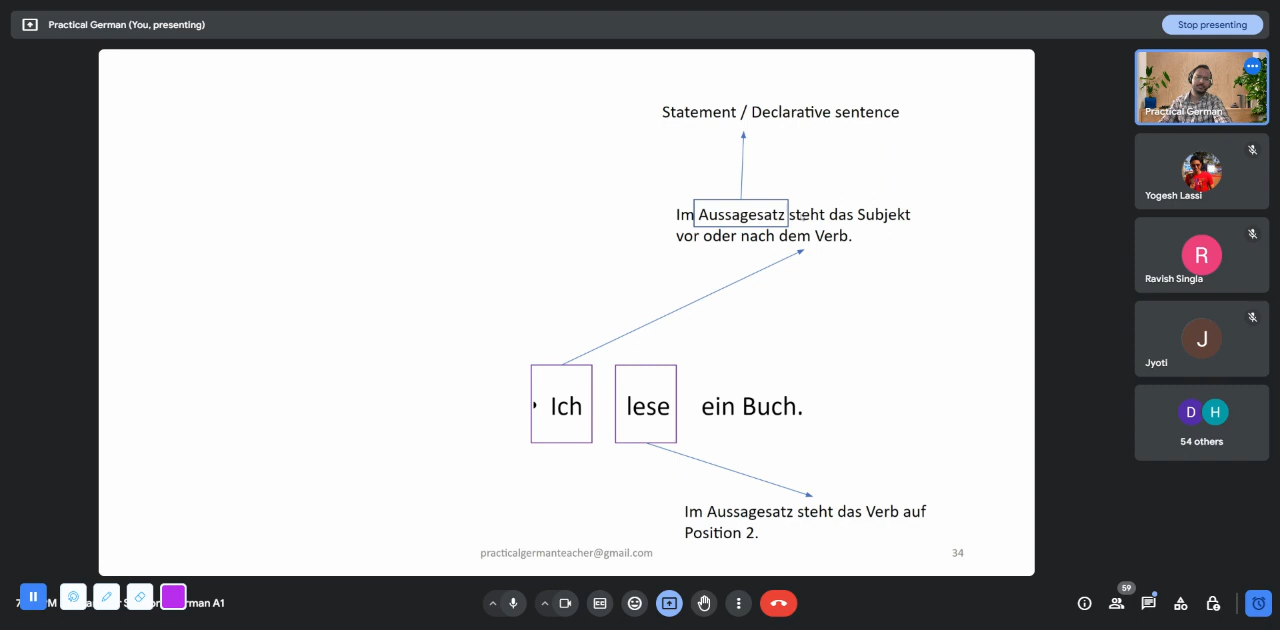 Practical German (You, presenting)
Stop presenting
Statement / Declarative sentence
Im Aussagesatz steht das Subjekt
vor oder nach dem Verb.
• Ich lese ein Buch.
Im Aussagesatz steht das Verb auf
Position 2.
practicalgermanteacher@gmail.com
34
Practical German
Yogesh Lassi
R
Ravish Singla
J
Jyoti
D H
54 others
rman A1
59